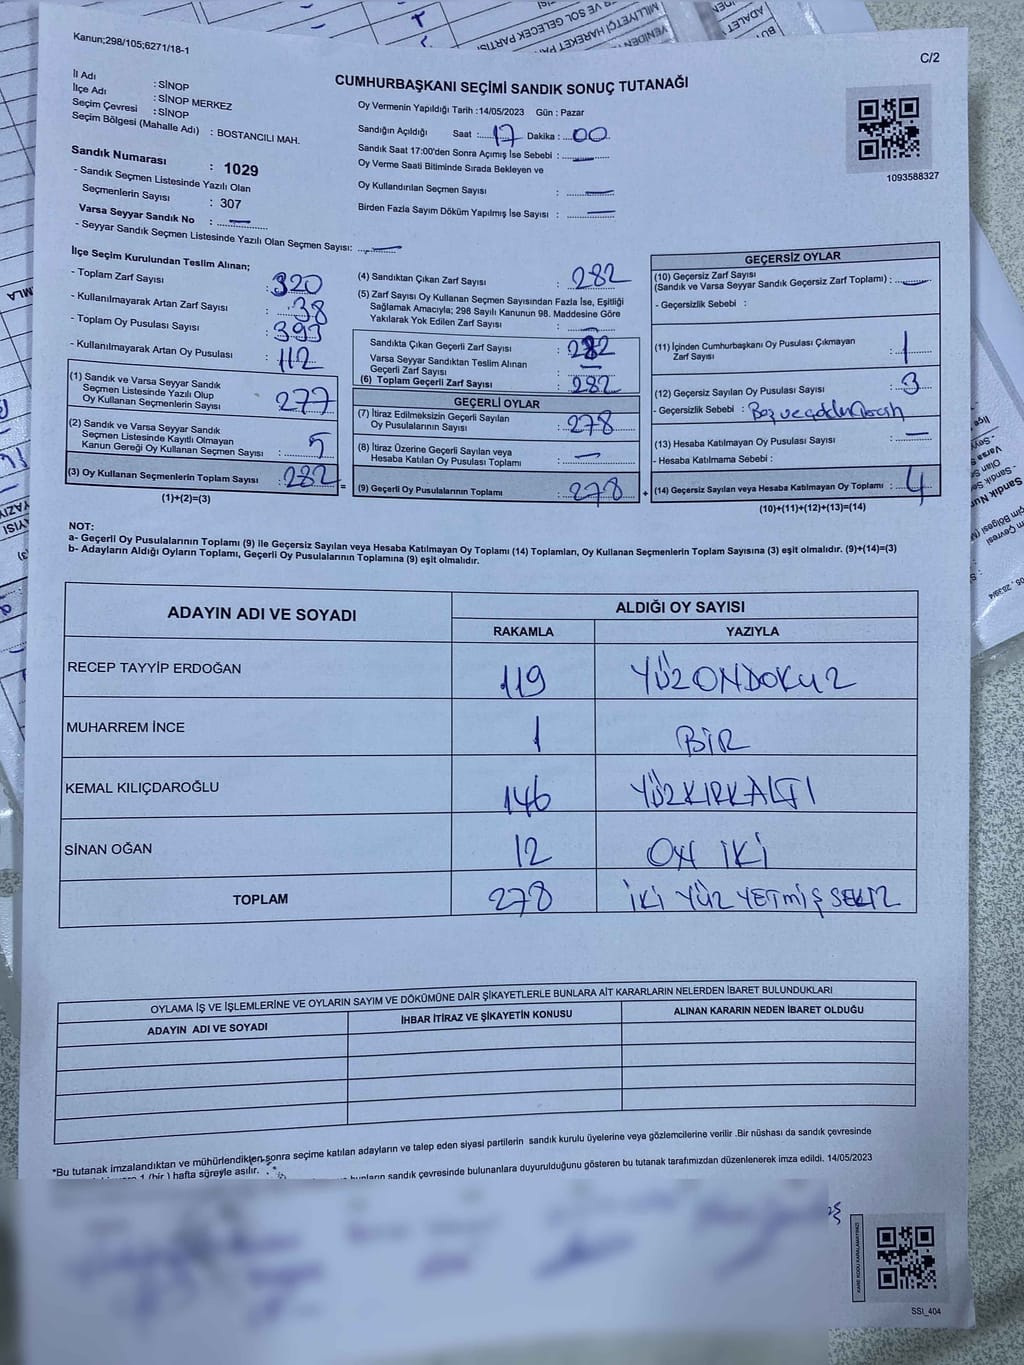 Kanun;298/105;6271/18-1
C/2
CUMHURBAŞKANI SEÇİMİ SANDIK SONUÇ TUTANAĞI
İl Adı : SİNOP
İlçe Adı : SİNOP MERKEZ
Seçim Çevresi : SİNOP
Seçim Bölgesi (Mahalle Adı) : BOSTANCILI MAH.
Sandık Numarası : 1029
- Sandık Seçmen Listesinde Yazılı Olan
Seçmenlerin Sayısı : 307
Varsa Seyyar Sandık No : —
- Seyyar Sandık Seçmen Listesinde Yazılı Olan Seçmen Sayısı: —
Oy Vermenin Yapıldığı Tarih : 14/05/2023 Gün : Pazar
Sandığın Açıldığı Saat : 17 Dakika : 00
Sandık Saat 17:00'den Sonra Açımış İse Sebebi : —
Oy Verme Saati Bitiminde Sırada Bekleyen ve
Oy Kullandırılan Seçmen Sayısı : —
Birden Fazla Sayım Döküm Yapılmış İse Sayısı : —
1093588327
İlçe Seçim Kurulundan Teslim Alınan;
- Toplam Zarf Sayısı : 320
- Kullanılmayarak Artan Zarf Sayısı : 38
- Toplam Oy Pusulası Sayısı : 393
- Kullanılmayarak Artan Oy Pusulası : 112
(1) Sandık ve Varsa Seyyar Sandık
Seçmen Listesinde Yazılı Olup
Oy Kullanan Seçmenlerin Sayısı : 277
(2) Sandık ve Varsa Seyyar Sandık
Seçmen Listesinde Kayıtlı Olmayan
Kanun Gereği Oy Kullanan Seçmen Sayısı : 5
(3) Oy Kullanan Seçmenlerin Toplam Sayısı : 282 =
(1)+(2)=(3)
(4) Sandıktan Çıkan Zarf Sayısı : 282
(5) Zarf Sayısı Oy Kullanan Seçmen Sayısından Fazla İse, Eşitliği
Sağlamak Amacıyla; 298 Sayılı Kanunun 98. Maddesine Göre
Yakılarak Yok Edilen Zarf Sayısı : —
Sandıkta Çıkan Geçerli Zarf Sayısı : 282
Varsa Seyyar Sandıktan Teslim Alınan
Geçerli Zarf Sayısı : —
(6) Toplam Geçerli Zarf Sayısı : 282
GEÇERLİ OYLAR
(7) İtiraz Edilmeksizin Geçerli Sayılan
Oy Pusulalarının Sayısı : 278
(8) İtiraz Üzerine Geçerli Sayılan veya
Hesaba Katılan Oy Pusulası Toplamı : —
(9) Geçerli Oy Pusulalarının Toplamı : 278 +
GEÇERSİZ OYLAR
(10) Geçersiz Zarf Sayısı
(Sandık ve Varsa Seyyar Sandık Geçersiz Zarf Toplamı) : —
- Geçersizlik Sebebi :
(11) İçinden Cumhurbaşkanı Oy Pusulası Çıkmayan
Zarf Sayısı : 1
(12) Geçersiz Sayılan Oy Pusulası Sayısı : 3
- Geçersizlik Sebebi :
(13) Hesaba Katılmayan Oy Pusulası Sayısı : —
- Hesaba Katılmama Sebebi :
(14) Geçersiz Sayılan veya Hesaba Katılmayan Oy Toplamı : 4
(10)+(11)+(12)+(13)=(14)
NOT:
a- Geçerli Oy Pusulalarının Toplamı (9) ile Geçersiz Sayılan veya Hesaba Katılmayan Oy Toplamı (14) Toplamları, Oy Kullanan Seçmenlerin Toplam Sayısına (3) eşit olmalıdır. (9)+(14)=(3)
b- Adayların Aldığı Oyların Toplamı, Geçerli Oy Pusulalarının Toplamına (9) eşit olmalıdır.
ADAYIN ADI VE SOYADI
ALDIĞI OY SAYISI
RAKAMLA YAZIYLA
RECEP TAYYİP ERDOĞAN 119 YÜZONDOKUZ
MUHARREM İNCE 1 BİR
KEMAL KILIÇDAROĞLU 146 YÜZKIRKALTI
SİNAN OĞAN 12 ON İKİ
TOPLAM 278 İKİ YÜZ YETMİŞ SEKİZ
OYLAMA İŞ VE İŞLEMLERİNE VE OYLARIN SAYIM VE DÖKÜMÜNE DAİR ŞİKAYETLERLE BUNLARA AİT KARARLARIN NELERDEN İBARET BULUNDUKLARI
ADAYIN ADI VE SOYADI İHBAR İTİRAZ VE ŞİKAYETİN KONUSU ALINAN KARARIN NEDEN İBARET OLDUĞU
*Bu tutanak imzalandıktan ve mühürlendikten sonra seçime katılan adayların ve talep eden siyasi partilerin sandık kurulu üyelerine veya gözlemcilerine verilir .Bir nüshası da sandık çevresinde
1 (bir ) hafta süreyle asılır.
bunların sandık çevresinde bulunanlara duyurulduğunu gösteren bu tutanak tarafımızdan düzenlenerek imza edildi. 14/05/2023
KARE KODU KARALAMAYINIZ!
SSI_404